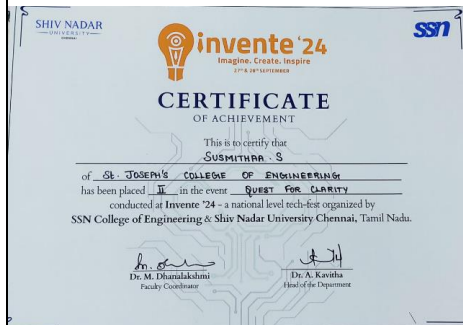 SHIV NADAR
UNIVERSITY
CHENNAI
ssn
invente '24
Imagine. Create. Inspire
27th & 28th SEPTEMBER
CERTIFICATE
OF ACHIEVEMENT
This is to certify that
SUSMITHAA . S
of St. JOSEPH'S COLLEGE OF ENGINEERING
has been placed II in the event QUEST FOR CLARITY
conducted at Invente '24 - a national level tech-fest organized by
SSN College of Engineering & Shiv Nadar University Chennai, Tamil Nadu.
Dr. M. Dhanalakshmi
Faculty Coordinator
Dr. A. Kavitha
Head of the Department